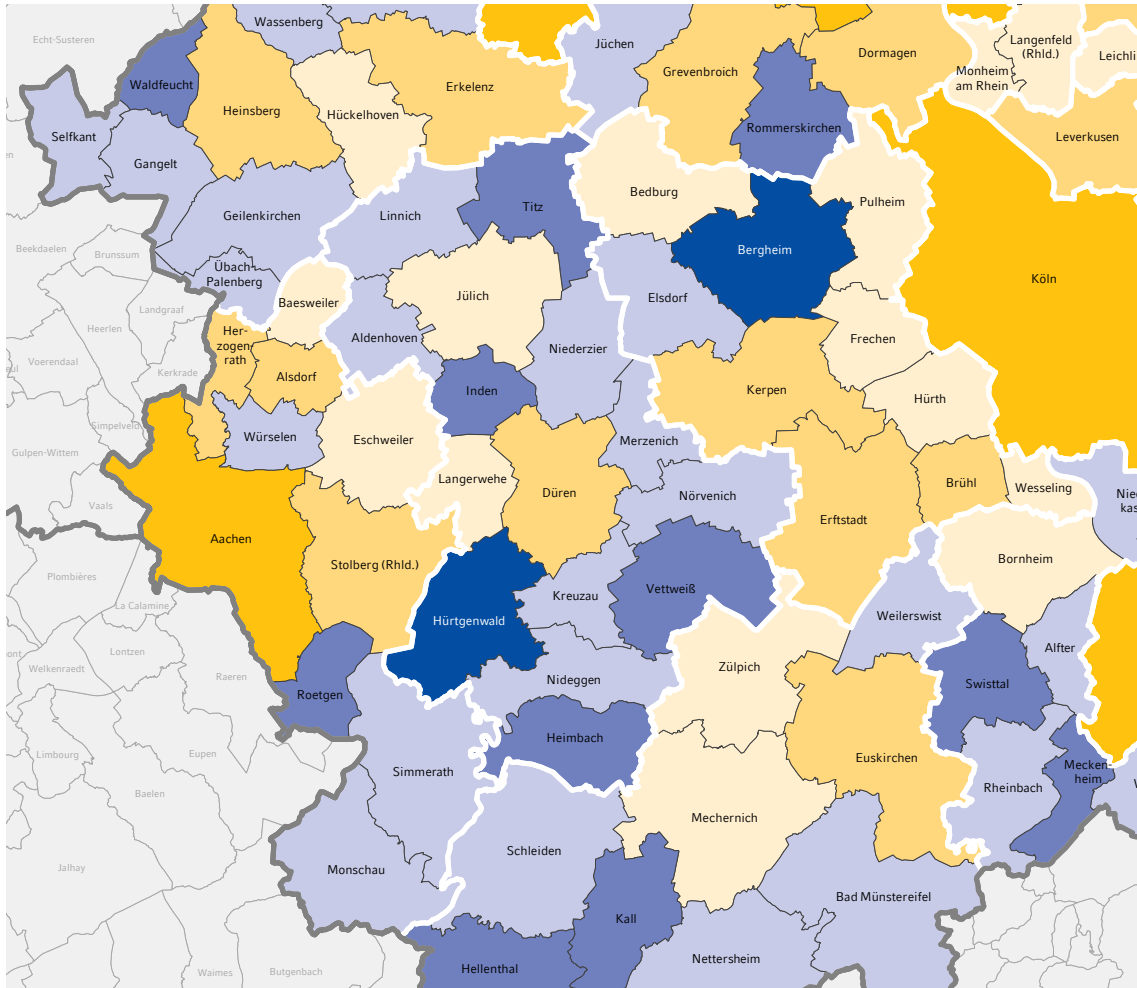 Echt-Susteren
Wassenberg
Jüchen
Grevenbroich
Dormagen
Langenfeld
(Rhld.)
Monheim
am Rhein
Leichli
Waldfeucht
Heinsberg
Hückelhoven
Erkelenz
Rommerskirchen
Leverkusen
Selfkant
Gangelt
Geilenkirchen
Linnich
Titz
Bedburg
Pulheim
Beekdaelen
Brunssum
Bergheim
Köln
Übach-
Palenberg
Baesweiler
Jülich
Elsdorf
Landgraaf
Heerlen
Her-
zogen-
rath
Aldenhoven
Niederzier
Frechen
Voerendaal
Kerkrade
Alsdorf
Inden
Kerpen
Hürth
Simpelveld
Würselen
Eschweiler
Merzenich
Gulpen-Wittem
Langerwehe
Düren
Nörvenich
Brühl
Wesseling
Nied
kas
Vaals
Aachen
Stolberg (Rhld.)
Erftstadt
Bornheim
Plombières
La Calamine
Hürtgenwald
Kreuzau
Vettweiß
Weilerswist
Alfter
Lontzen
Welkenraedt
Raeren
Roetgen
Nideggen
Zülpich
Swisttal
Limbourg
Eupen
Simmerath
Heimbach
Euskirchen
Rheinbach
Mecken-
heim
Baelen
Mechernich
Jalhay
Monschau
Schleiden
Bad Münstereifel
Kall
Waimes
Butgenbach
Hellenthal
Nettersheim